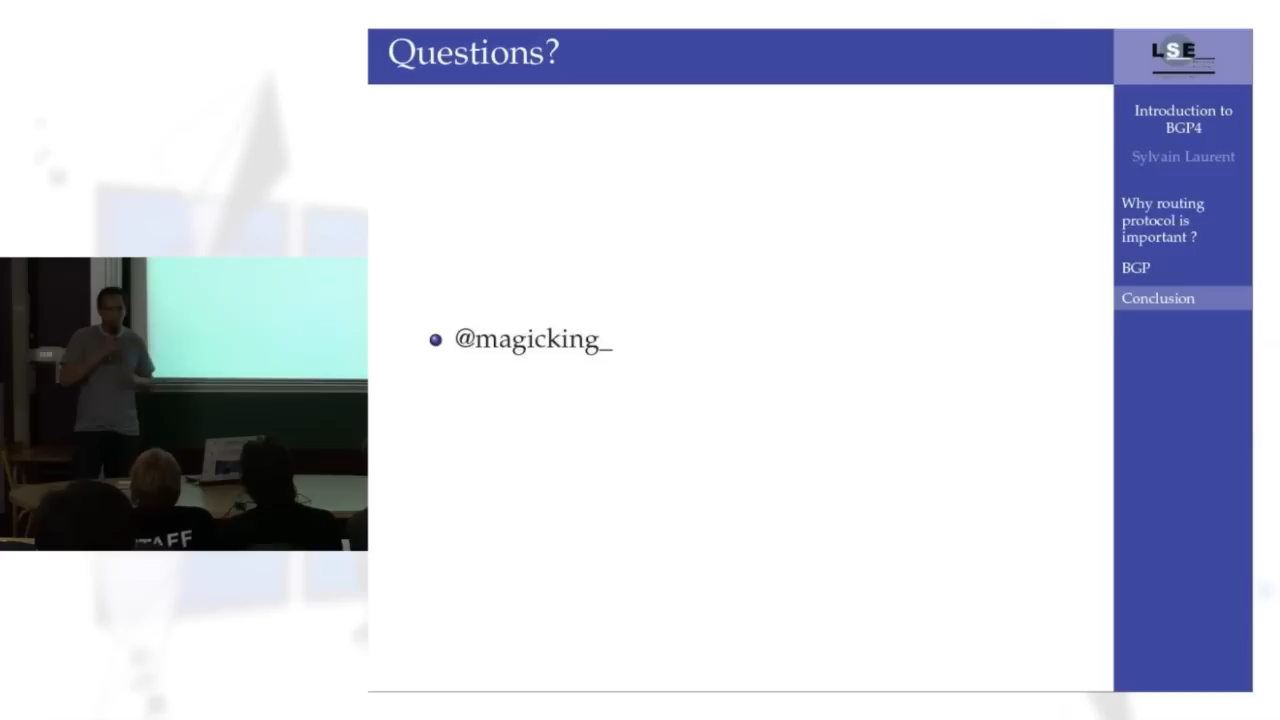 Questions?
LSE
Introduction to
BGP4
Sylvain Laurent
Why routing
protocol is
important ?
BGP
Conclusion
@magicking_
STAFF